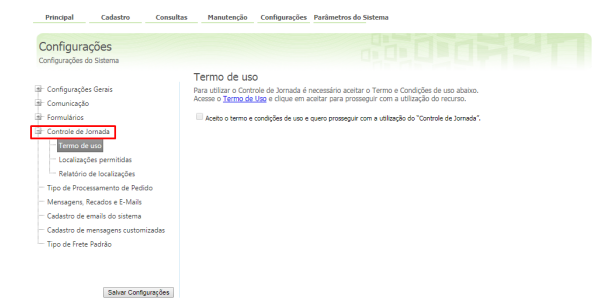 Principal Cadastro Consultas Manutenção Configurações Parâmetros do Sistema
Configurações
Configurações do Sistema
Configurações Gerais
Comunicação
Formulários
Controle de Jornada
Termo de uso
Localizações permitidas
Relatório de localizações
Tipo de Processamento de Pedido
Mensagens, Recados e E-Mails
Cadastro de emails do sistema
Cadastro de mensagens customizadas
Tipo de Frete Padrão
Salvar Configurações
Termo de uso
Para utilizar o Controle de Jornada é necessário aceitar o Termo e Condições de uso abaixo.
Acesse o Termo de Uso e clique em aceitar para prosseguir com a utilização do recurso.
Aceito o termo e condições de uso e quero prosseguir com a utilização do "Controle de Jornada".